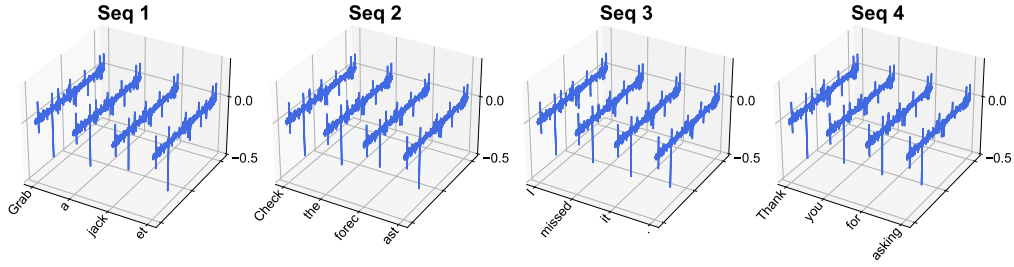 Seq 1
Seq 2
Seq 3
Seq 4
0.0
−0.5
Grab
a
jack
et
0.0
−0.5
Check
the
forec
ast
0.0
−0.5
I
missed
it
.
0.0
−0.5
Thank
you
for
asking